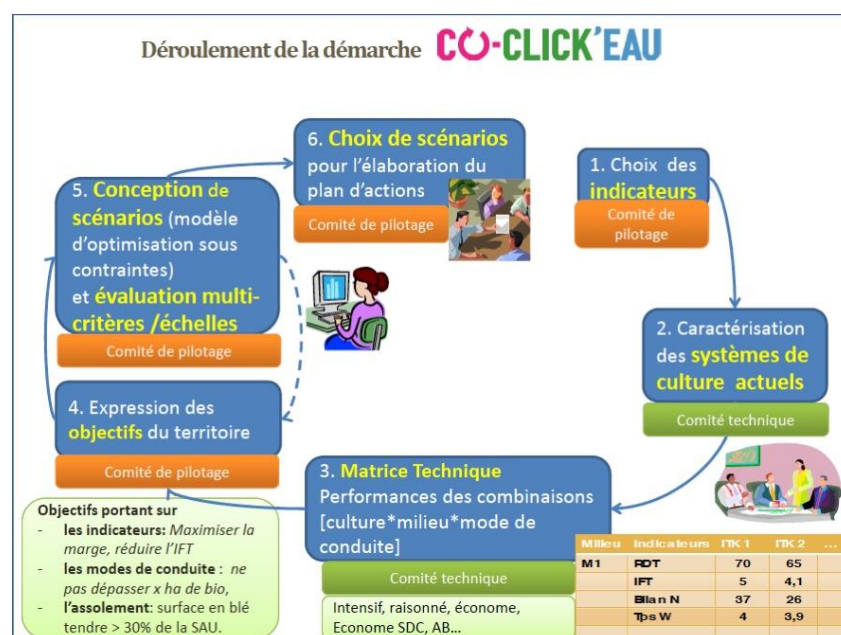 Déroulement de la démarche CO-CLICK'EAU
6. Choix de scénarios
pour l'élaboration du
plan d'actions
Comité de pilotage
1. Choix des
indicateurs
Comité de
pilotage
5. Conception de
scénarios (modèle
d'optimisation sous
contraintes)
et évaluation multi-
critères /échelles
Comité de pilotage
2. Caractérisation
des systèmes de
culture actuels
Comité technique
4. Expression des
objectifs du territoire
Comité de pilotage
3. Matrice Technique
Performances des combinaisons
[culture*milieu*mode de
conduite]
Comité technique
Intensif, raisonné, économe,
Econome SDC, AB...
Objectifs portant sur
- les indicateurs: Maximiser la
marge, réduire l'IFT
- les modes de conduite : ne
pas dépasser x ha de bio,
- l'assolement: surface en blé
tendre > 30% de la SAU.
Milieu Indicateurs ITK 1 ITK 2 ...
M1 RDT 70 65
IFT 5 4,1
Bilan N 37 26
Tps W 4 3,9